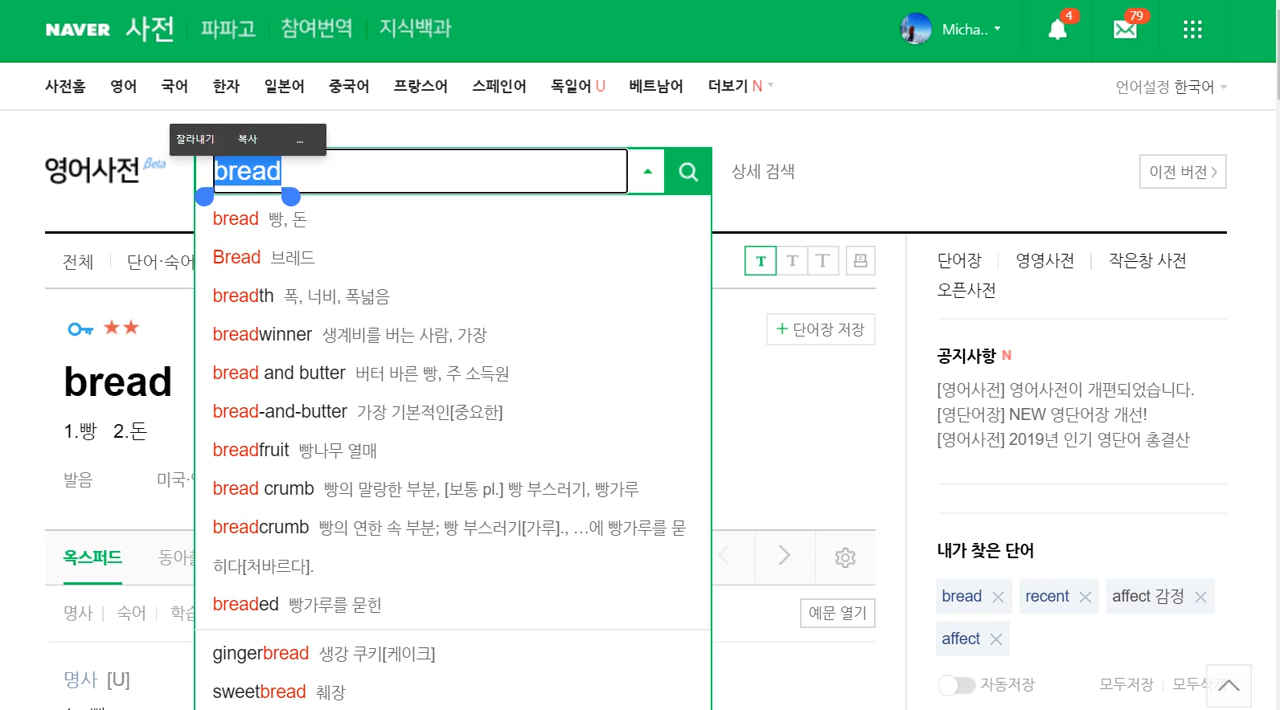 NAVER 사전 파파고 참여번역 지식백과 Micha.. 4 79
사전홈 영어 국어 한자 일본어 중국어 프랑스어 스페인어 독일어 U 베트남어 더보기 N 언어설정 한국어
잘라내기 복사 ...
영어사전 Beta bread 상세 검색 이전 버전
bread 빵, 돈
Bread 브레드
breadth 폭, 너비, 폭넓음
breadwinner 생계비를 버는 사람, 가장
bread and butter 버터 바른 빵, 주 소득원
bread-and-butter 가장 기본적인[중요한]
breadfruit 빵나무 열매
bread crumb 빵의 말랑한 부분, [보통 pl.] 빵 부스러기, 빵가루
breadcrumb 빵의 연한 속 부분; 빵 부스러기[가루]., …에 빵가루를 묻
히다[처바르다].
breaded 빵가루를 묻힌
gingerbread 생강 쿠키[케이크]
sweetbread 췌장
전체 단어·숙어 T T T
+ 단어장 저장
bread
1.빵 2.돈
발음 미국·
옥스퍼드 동아
명사 숙어 학습 예문 열기
명사 [U]
단어장 영영사전 작은창 사전
오픈사전
공지사항 N
[영어사전] 영어사전이 개편되었습니다.
[영단어장] NEW 영단어장 개선!
[영어사전] 2019년 인기 영단어 총결산
내가 찾은 단어
bread recent affect 감정
affect
자동저장 모두저장 모두삭제